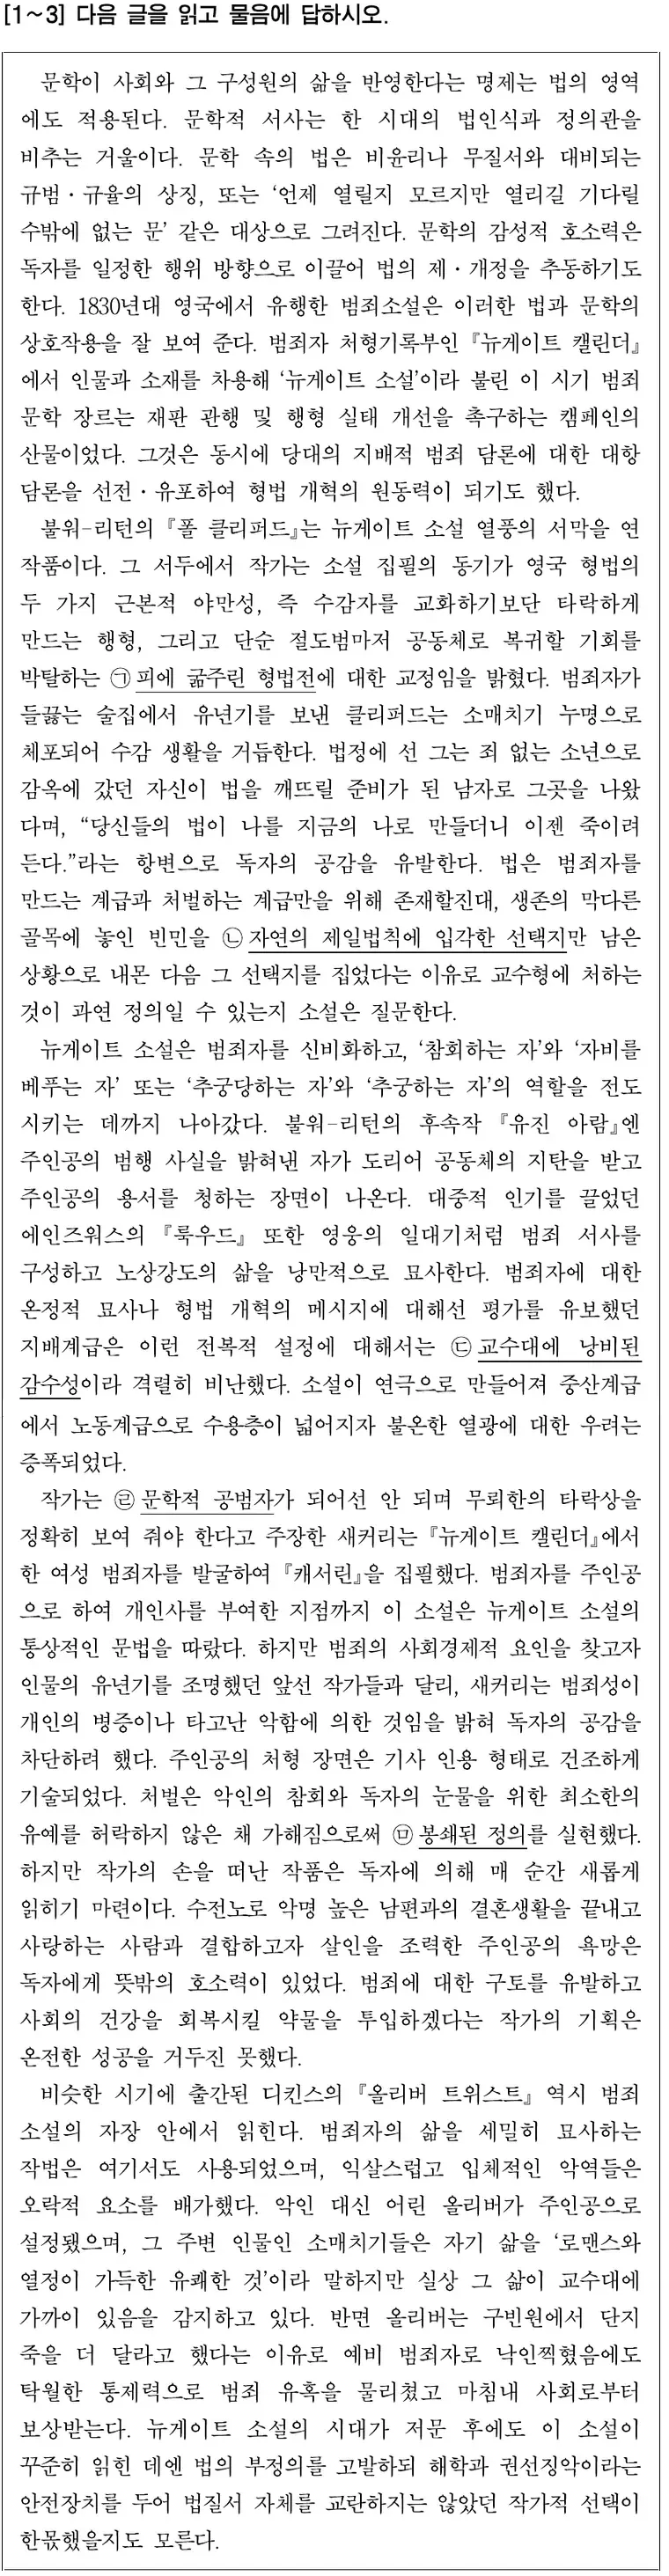 [1~3] 다음 글을 읽고 물음에 답하시오.
문학이 사회와 그 구성원의 삶을 반영한다는 명제는 법의 영역
에도 적용된다. 문학적 서사는 한 시대의 법인식과 정의관을
비추는 거울이다. 문학 속의 법은 비윤리나 무질서와 대비되는
규범·규율의 상징, 또는 ‘언제 열릴지 모르지만 열리길 기다릴
수밖에 없는 문’ 같은 대상으로 그려진다. 문학의 감성적 호소력은
독자를 일정한 행위 방향으로 이끌어 법의 제·개정을 추동하기도
한다. 1830년대 영국에서 유행한 범죄소설은 이러한 법과 문학의
상호작용을 잘 보여 준다. 범죄자 처형기록부인 『뉴게이트 캘린더』
에서 인물과 소재를 차용해 ‘뉴게이트 소설’이라 불린 이 시기 범죄
문학 장르는 재판 관행 및 행형 실태 개선을 촉구하는 캠페인의
산물이었다. 그것은 동시에 당대의 지배적 범죄 담론에 대한 대항
담론을 선전·유포하여 형법 개혁의 원동력이 되기도 했다.
불워-리턴의 『폴 클리퍼드』는 뉴게이트 소설 열풍의 서막을 연
작품이다. 그 서두에서 작가는 소설 집필의 동기가 영국 형법의
두 가지 근본적 야만성, 즉 수감자를 교화하기보단 타락하게
만드는 행형, 그리고 단순 절도범마저 공동체로 복귀할 기회를
박탈하는 ㉠피에 굶주린 형법전에 대한 교정임을 밝혔다. 범죄자가
들끓는 술집에서 유년기를 보낸 클리퍼드는 소매치기 누명으로
체포되어 수감 생활을 거듭한다. 법정에 선 그는 죄 없는 소년으로
감옥에 갔던 자신이 법을 깨뜨릴 준비가 된 남자로 그곳을 나왔
다며, “당신들의 법이 나를 지금의 나로 만들더니 이젠 죽이려
든다.”라는 항변으로 독자의 공감을 유발한다. 법은 범죄자를
만드는 계급과 처벌하는 계급만을 위해 존재할진대, 생존의 막다른
골목에 놓인 빈민을 ㉡자연의 제일법칙에 입각한 선택지만 남은
상황으로 내몬 다음 그 선택지를 집었다는 이유로 교수형에 처하는
것이 과연 정의일 수 있는지 소설은 질문한다.
뉴게이트 소설은 범죄자를 신비화하고, ‘참회하는 자’와 ‘자비를
베푸는 자’ 또는 ‘추궁당하는 자’와 ‘추궁하는 자’의 역할을 전도
시키는 데까지 나아갔다. 불워-리턴의 후속작 『유진 아람』엔
주인공의 범행 사실을 밝혀낸 자가 도리어 공동체의 지탄을 받고
주인공의 용서를 청하는 장면이 나온다. 대중적 인기를 끌었던
에인즈워스의 『룩우드』 또한 영웅의 일대기처럼 범죄 서사를
구성하고 노상강도의 삶을 낭만적으로 묘사한다. 범죄자에 대한
온정적 묘사나 형법 개혁의 메시지에 대해선 평가를 유보했던
지배계급은 이런 전복적 설정에 대해서는 ㉢교수대에 낭비된
감수성이라 격렬히 비난했다. 소설이 연극으로 만들어져 중산계급
에서 노동계급으로 수용층이 넓어지자 불온한 열광에 대한 우려는
증폭되었다.
작가는 ㉣문학적 공범자가 되어선 안 되며 무뢰한의 타락상을
정확히 보여 줘야 한다고 주장한 새커리는 『뉴게이트 캘린더』에서
한 여성 범죄자를 발굴하여 『캐서린』을 집필했다. 범죄자를 주인공
으로 하여 개인사를 부여한 지점까지 이 소설은 뉴게이트 소설의
통상적인 문법을 따랐다. 하지만 범죄의 사회경제적 요인을 찾고자
인물의 유년기를 조명했던 앞선 작가들과 달리, 새커리는 범죄성이
개인의 병증이나 타고난 악함에 의한 것임을 밝혀 독자의 공감을
차단하려 했다. 주인공의 처형 장면은 기사 인용 형태로 건조하게
기술되었다. 처벌은 악인의 참회와 독자의 눈물을 위한 최소한의
유예를 허락하지 않은 채 가해짐으로써 ㉤봉쇄된 정의를 실현했다.
하지만 작가의 손을 떠난 작품은 독자에 의해 매 순간 새롭게
읽히기 마련이다. 수전노로 악명 높은 남편과의 결혼생활을 끝내고
사랑하는 사람과 결합하고자 살인을 조력한 주인공의 욕망은
독자에게 뜻밖의 호소력이 있었다. 범죄에 대한 구토를 유발하고
사회의 건강을 회복시킬 약물을 투입하겠다는 작가의 기획은
온전한 성공을 거두진 못했다.
비슷한 시기에 출간된 디킨스의 『올리버 트위스트』 역시 범죄
소설의 자장 안에서 읽힌다. 범죄자의 삶을 세밀히 묘사하는
작법은 여기서도 사용되었으며, 익살스럽고 입체적인 악역들은
오락적 요소를 배가했다. 악인 대신 어린 올리버가 주인공으로
설정됐으며, 그 주변 인물인 소매치기들은 자기 삶을 ‘로맨스와
열정이 가득한 유쾌한 것’이라 말하지만 실상 그 삶이 교수대에
가까이 있음을 감지하고 있다. 반면 올리버는 구빈원에서 단지
죽을 더 달라고 했다는 이유로 예비 범죄자로 낙인찍혔음에도
탁월한 통제력으로 범죄 유혹을 물리쳤고 마침내 사회로부터
보상받는다. 뉴게이트 소설의 시대가 저문 후에도 이 소설이
꾸준히 읽힌 데엔 법의 부정의를 고발하되 해학과 권선징악이라는
안전장치를 두어 법질서 자체를 교란하지는 않았던 작가적 선택이
한몫했을지도 모른다.